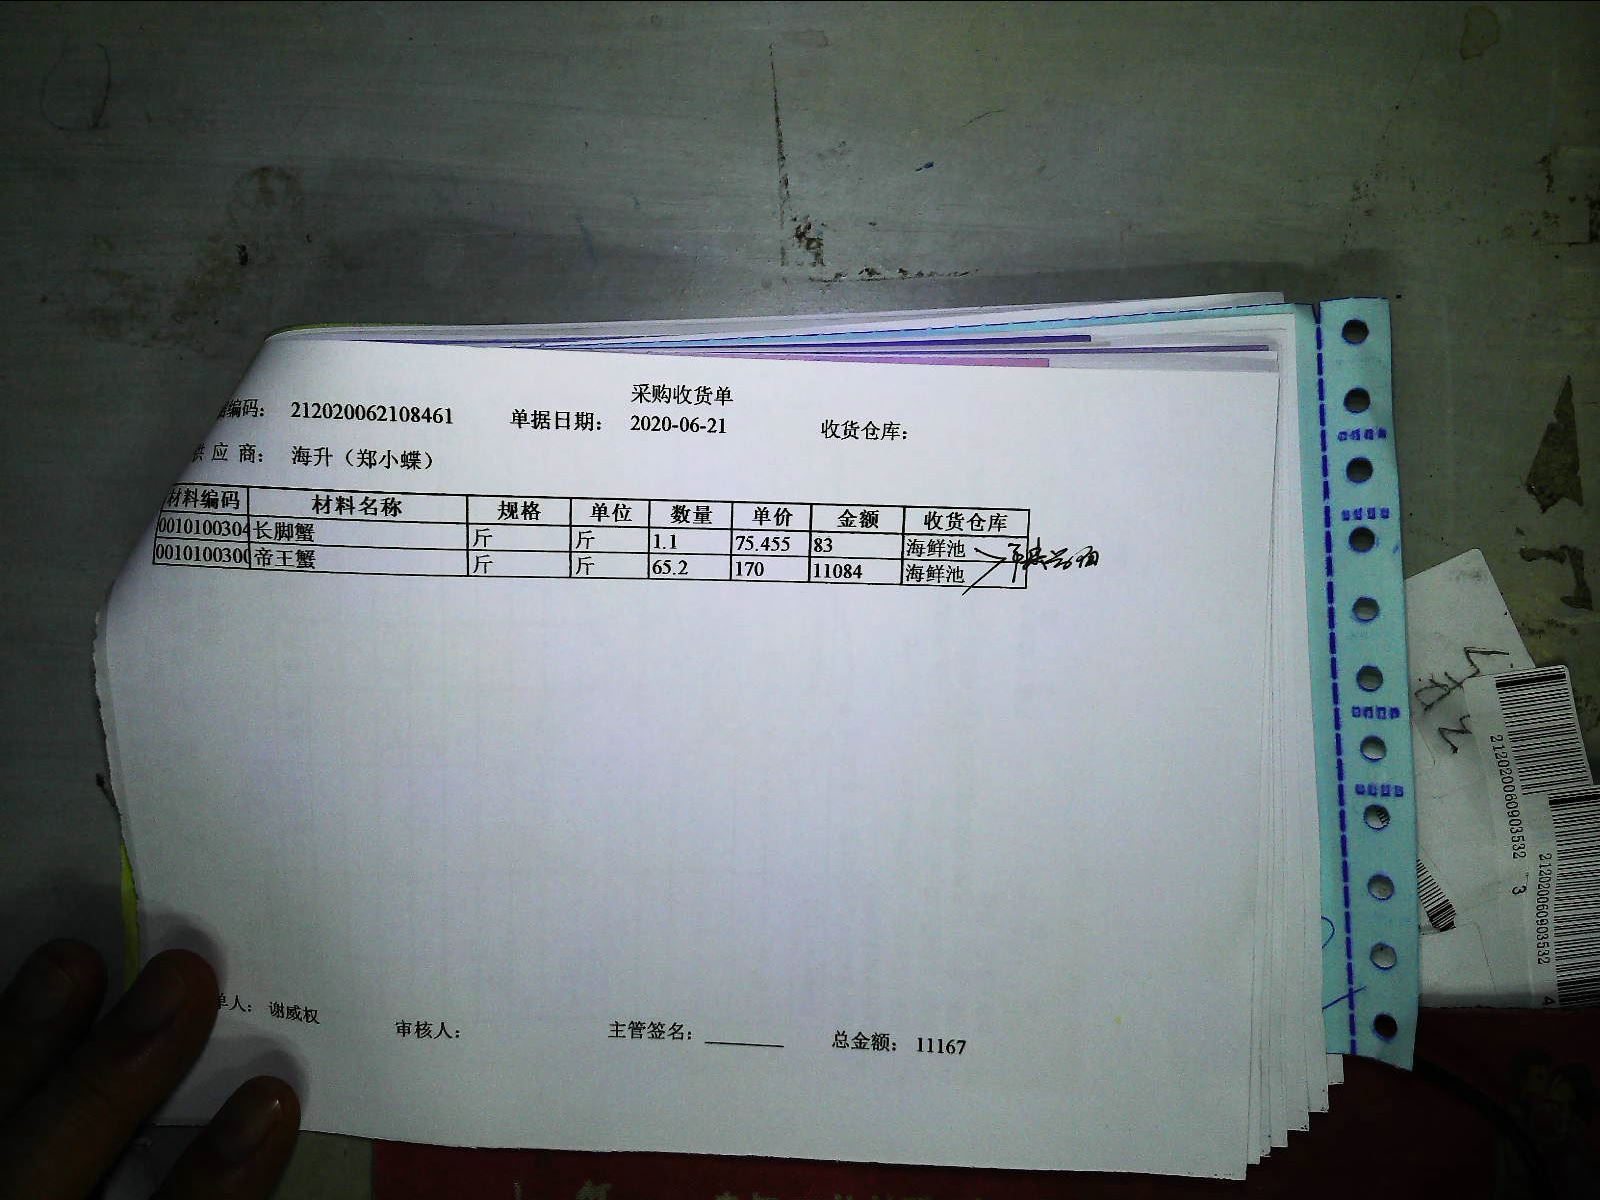 采购收货单
编码： 212020062108461 单据日期： 2020-06-21 收货仓库：
供 应 商： 海升（郑小蝶）
材料编码 材料名称 规格 单位 数量 单价 金额 收货仓库
0010100304 长脚蟹 斤 斤 1.1 75.455 83 海鲜池
001010030 帝王蟹 斤 斤 65.2 170 11084 海鲜池
单人： 谢威权 审核人： 主管签名： 总金额： 11167
212020060903532 3
212020060903532 4